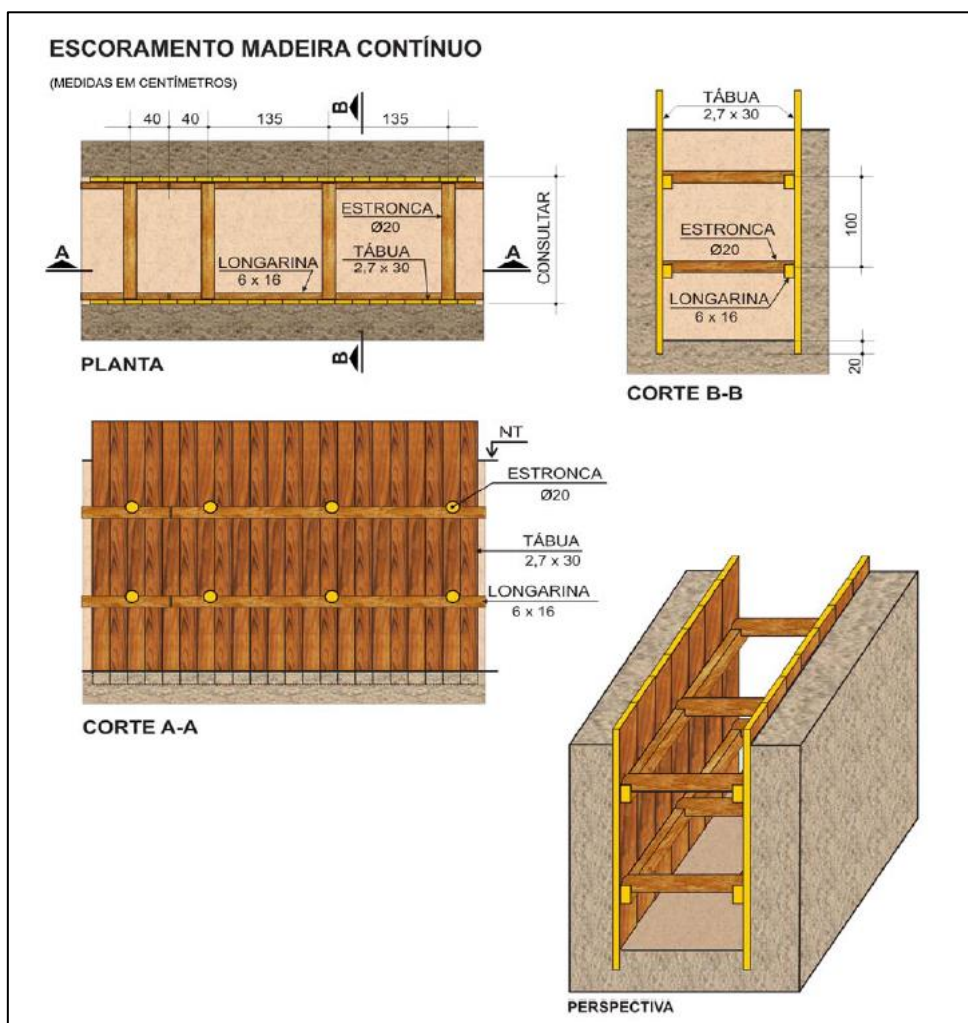 ESCORAMENTO MADEIRA CONTÍNUO
(MEDIDAS EM CENTÍMETROS)
B
40
40
135
135
ESTRONCA
Ø20
A
A
LONGARINA
6 x 16
TÁBUA
2,7 x 30
CONSULTAR
PLANTA
B
TÁBUA
2,7 x 30
ESTRONCA
Ø20
100
LONGARINA
6 x 16
20
CORTE B-B
NT
ESTRONCA
Ø20
TÁBUA
2,7 x 30
LONGARINA
6 x 16
CORTE A-A
PERSPECTIVA